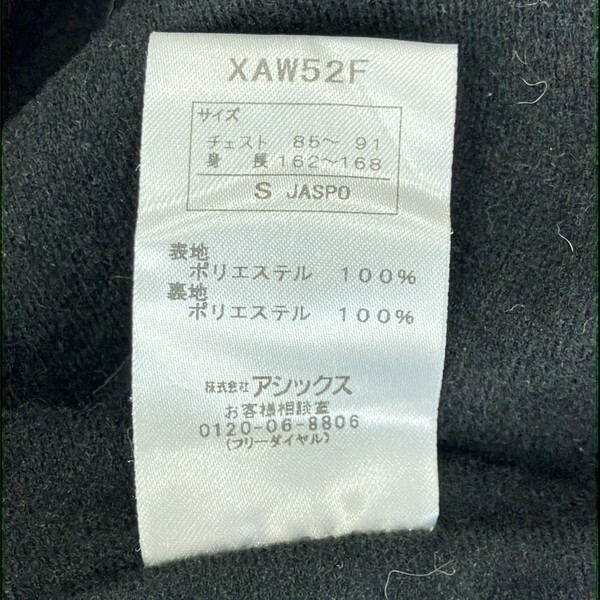 XAW52F
サイズ
チェスト 85～ 91
身 長 162～168
S JASPO
表地
ポリエステル 100%
裏地
ポリエステル 100%
株式会社アシックス
お客様相談室
0120-06-8806
(フリーダイヤル)